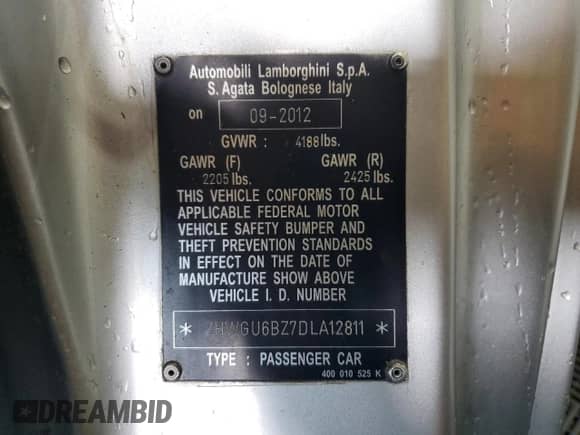 Automobili Lamborghini S.p.A.
S. Agata Bolognese Italy
on 09-2012
GVWR : 4188 lbs.
GAWR (F) GAWR (R)
2205 lbs. 2425 lbs.
THIS VEHICLE CONFORMS TO ALL
APPLICABLE FEDERAL MOTOR
VEHICLE SAFETY BUMPER AND
THEFT PREVENTION STANDARDS
IN EFFECT ON THE DATE OF
MANUFACTURE SHOW ABOVE
VEHICLE I. D. NUMBER
* ZHWGU6BZ7DLA12811 *
TYPE : PASSENGER CAR
400 010 525 K
DREAMBID